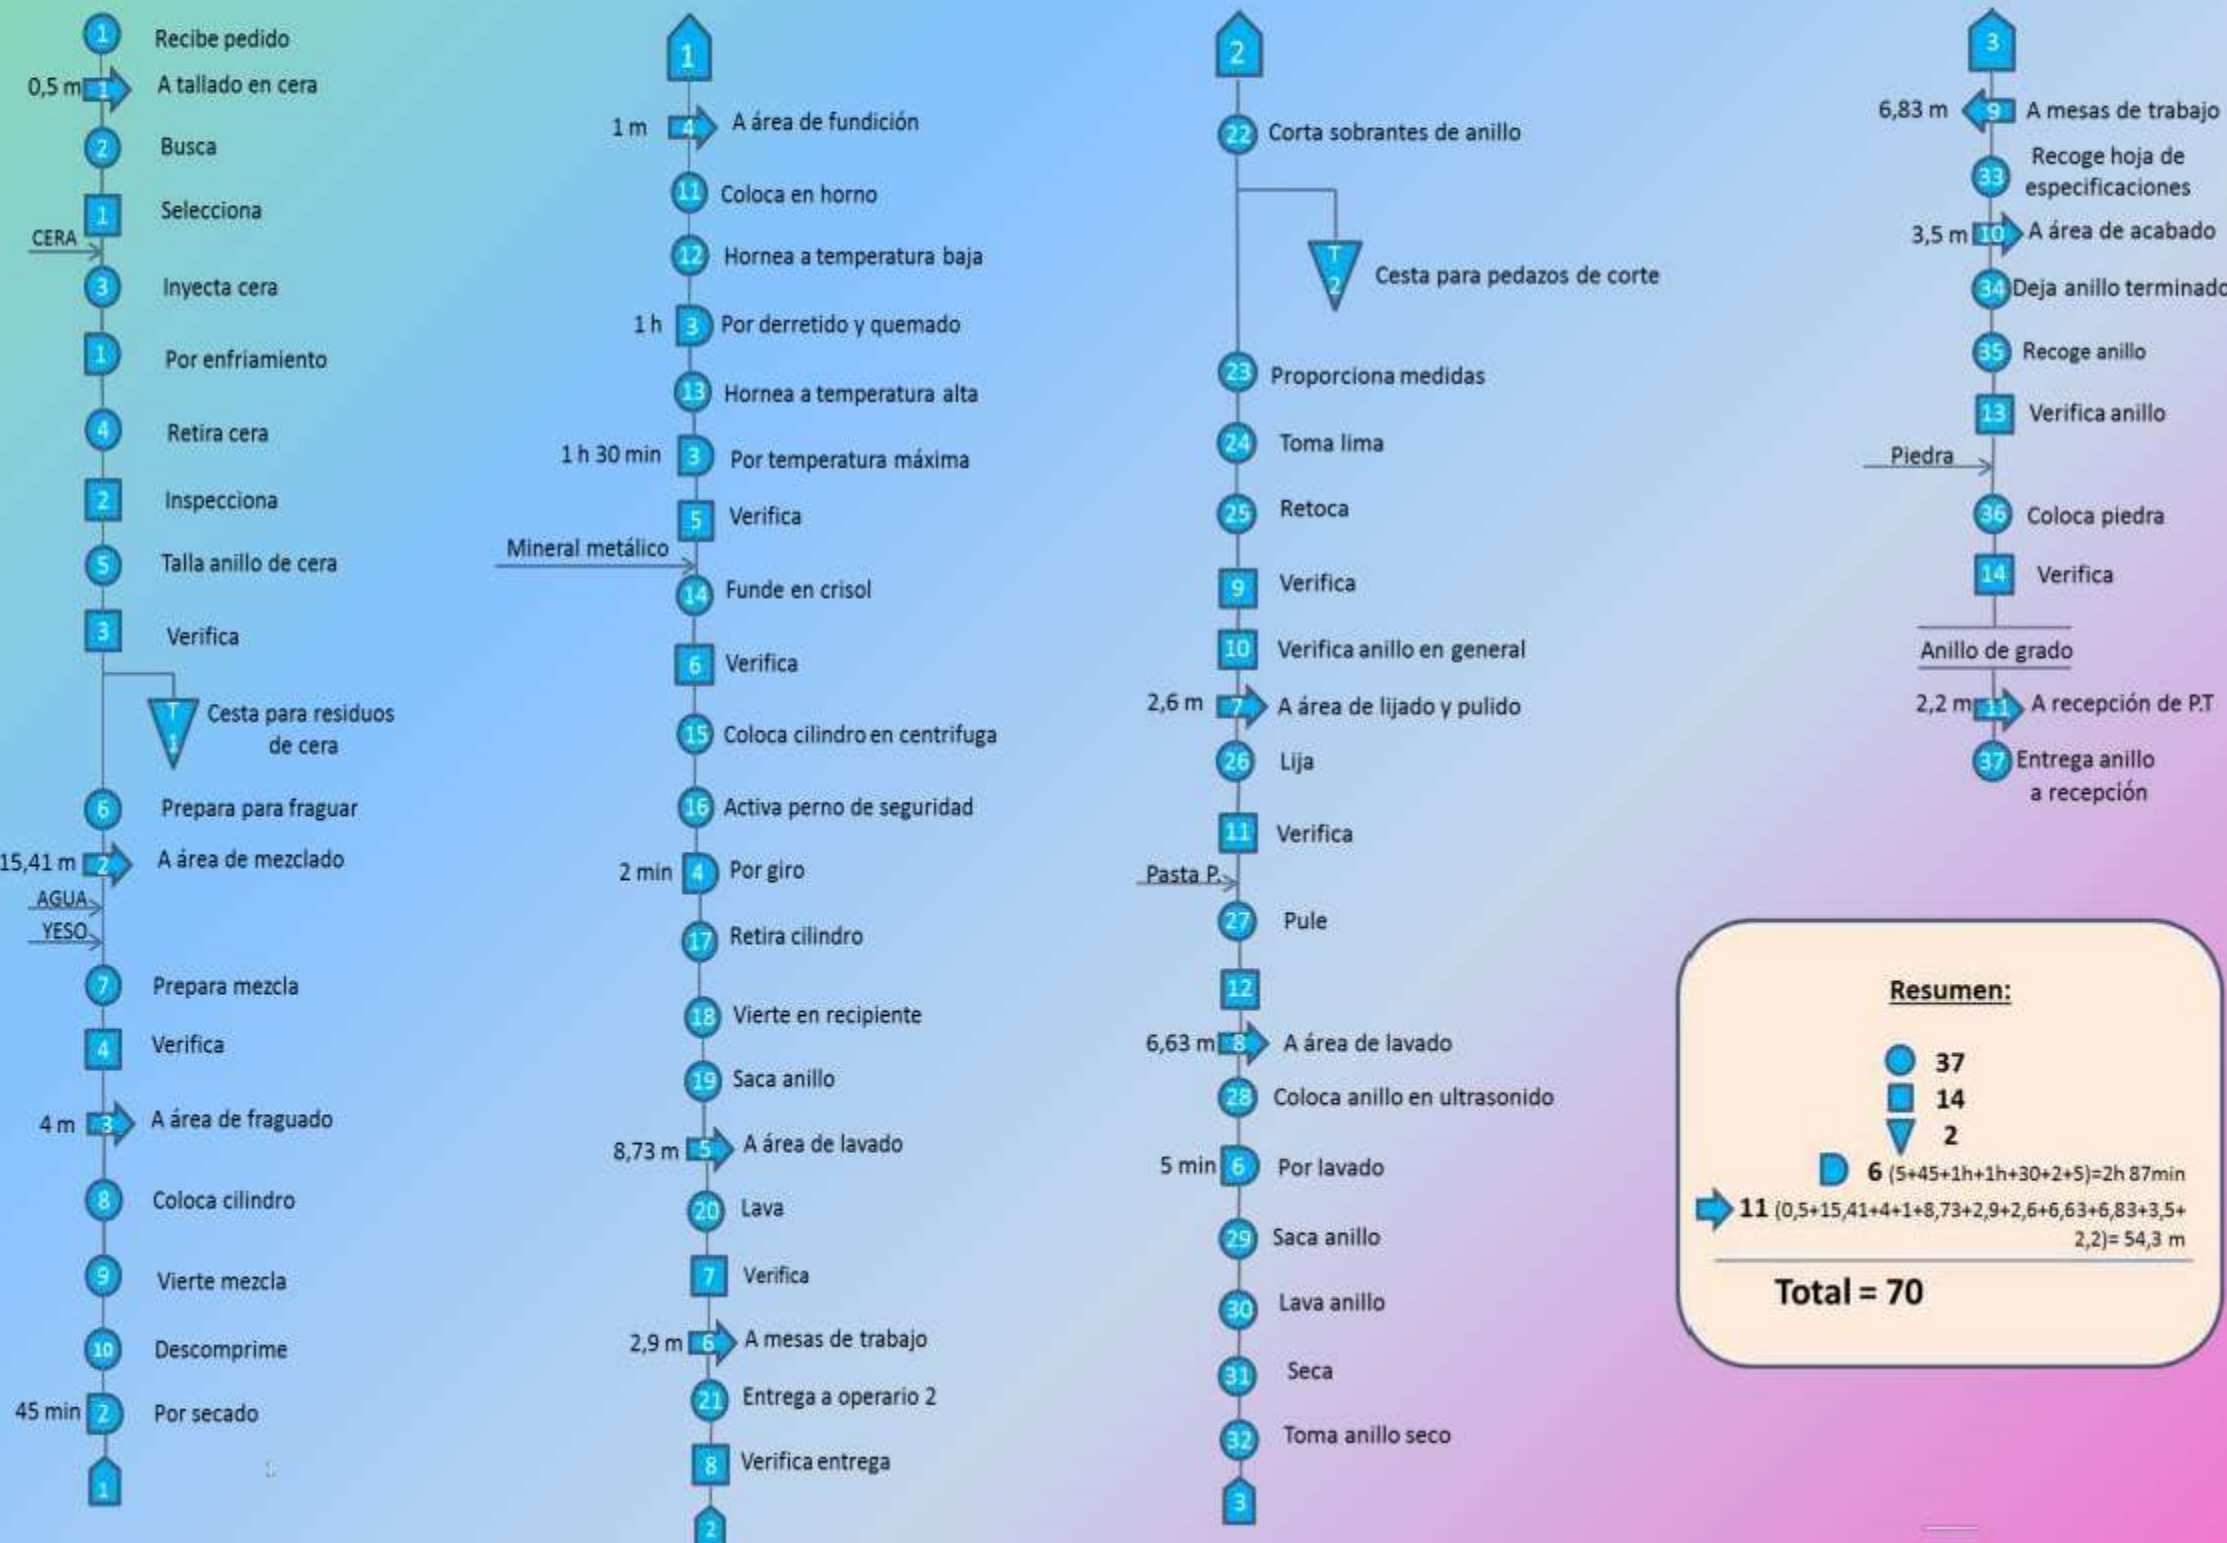 1 Recibe pedido
0,5 m 1 A tallado en cera
2 Busca
1 Selecciona
CERA
3 Inyecta cera
1 Por enfriamiento
4 Retira cera
2 Inspecciona
5 Talla anillo de cera
3 Verifica
T
1
Cesta para residuos
de cera
6 Prepara para fraguar
15,41 m 2 A área de mezclado
AGUA
YESO
7 Prepara mezcla
4 Verifica
4 m 3 A área de fraguado
8 Coloca cilindro
9 Vierte mezcla
10 Descomprime
45 min 2 Por secado
1
1
1 m 4 A área de fundición
11 Coloca en horno
12 Hornea a temperatura baja
1 h 3 Por derretido y quemado
13 Hornea a temperatura alta
1 h 30 min 3 Por temperatura máxima
5 Verifica
Mineral metálico
14 Funde en crisol
6 Verifica
15 Coloca cilindro en centrifuga
16 Activa perno de seguridad
2 min 4 Por giro
17 Retira cilindro
18 Vierte en recipiente
19 Saca anillo
8,73 m 5 A área de lavado
20 Lava
7 Verifica
2,9 m 6 A mesas de trabajo
21 Entrega a operario 2
8 Verifica entrega
2
2
22 Corta sobrantes de anillo
T
2
Cesta para pedazos de corte
23 Proporciona medidas
24 Toma lima
25 Retoca
9 Verifica
10 Verifica anillo en general
2,6 m 7 A área de lijado y pulido
26 Lija
11 Verifica
Pasta P.
27 Pule
12
6,63 m 8 A área de lavado
28 Coloca anillo en ultrasonido
5 min 6 Por lavado
29 Saca anillo
30 Lava anillo
31 Seca
32 Toma anillo seco
3
3
6,83 m 9 A mesas de trabajo
33 Recoge hoja de
especificaciones
3,5 m 10 A área de acabado
34 Deja anillo terminado
35 Recoge anillo
13 Verifica anillo
Piedra
36 Coloca piedra
14 Verifica
Anillo de grado
2,2 m 11 A recepción de P.T
37 Entrega anillo
a recepción
Resumen:
37
14
2
6 (5+45+1h+1h+30+2+5)=2h 87min
11 (0,5+15,41+4+1+8,73+2,9+2,6+6,63+6,83+3,5+
2,2)= 54,3 m
Total = 70